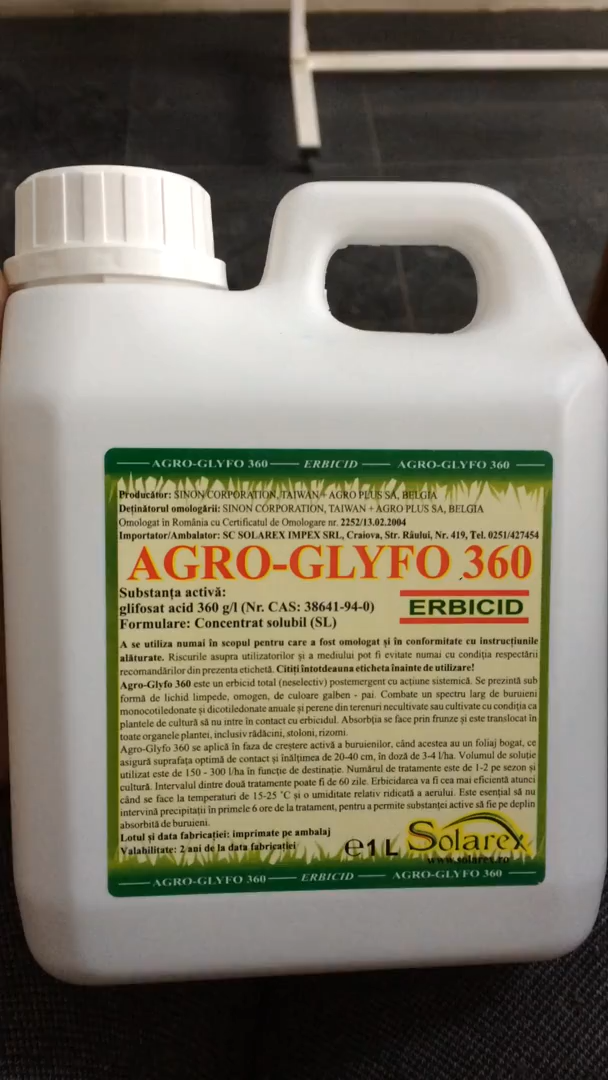 AGRO-GLYFO 360 ERBICID AGRO-GLYFO 360
Producător: SINON CORPORATION, TAIWAN + AGRO PLUS SA, BELGIA
Deținătorul omologării: SINON CORPORATION, TAIWAN + AGRO PLUS SA, BELGIA
Omologat în România cu Certificatul de Omologare nr. 2252/13.02.2004
Importator/Ambalator: SC SOLAREX IMPEX SRL, Craiova, Str. Râului, Nr. 419, Tel. 0251/427454
AGRO-GLYFO 360
Substanța activă:
glifosat acid 360 g/l (Nr. CAS: 38641-94-0)
Formulare: Concentrat solubil (SL)
ERBICID
A se utiliza numai în scopul pentru care a fost omologat și în conformitate cu instrucțiunile
alăturate. Riscurile asupra utilizatorilor și a mediului pot fi evitate numai cu condiția respectării
recomandărilor din prezenta etichetă. Citiți întotdeauna eticheta înainte de utilizare!
Agro-Glyfo 360 este un erbicid total (neselectiv) postemergent cu acțiune sistemică. Se prezintă sub
formă de lichid limpede, omogen, de culoare galben - pai. Combate un spectru larg de buruieni
monocotiledonate și dicotiledonate anuale și perene din terenuri necultivate sau cultivate cu condiția ca
plantele de cultură să nu intre în contact cu erbicidul. Absorbția se face prin frunze și este translocat în
toate organele plantei, inclusiv rădăcini, stoloni, rizomi.
Agro-Glyfo 360 se aplică în faza de creștere activă a buruienilor, când acestea au un foliaj bogat, ce
asigură suprafața optimă de contact și înălțimea de 20-40 cm, în doză de 3-4 l/ha. Volumul de soluție
utilizat este de 150 - 300 l/ha în funcție de destinație. Numărul de tratamente este de 1-2 pe sezon și
cultură. Intervalul dintre două tratamente poate fi de 60 zile. Erbicidarea va fi cea mai eficientă atunci
când se face la temperaturi de 15-25 °C și o umiditate relativ ridicată a aerului. Este esențial să nu
intervină precipitații în primele 6 ore de la tratament, pentru a permite substanței active să fie pe deplin
absorbită de buruieni.
Lotul și data fabricației: imprimate pe ambalaj
Valabilitate: 2 ani de la data fabricației
℮1 L
Solarex
www.solarex.ro
AGRO-GLYFO 360 ERBICID AGRO-GLYFO 360